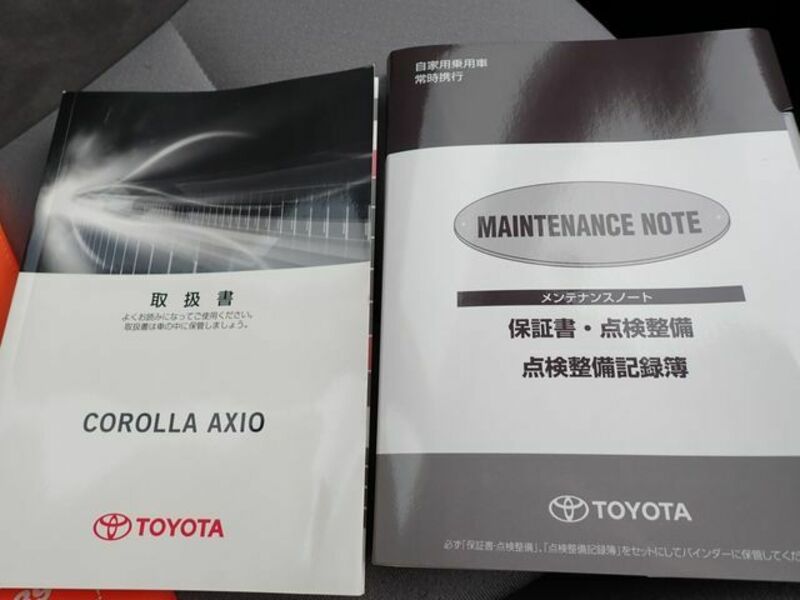 取扱書
よくお読みになってご使用ください。
取扱書は車の中に保管しましょう。
COROLLA AXIO
TOYOTA
自家用乗用車
常時携行
MAINTENANCE NOTE
メンテナンスノート
保証書・点検整備
点検整備記録簿
TOYOTA
必ず「保証書・点検整備」、「点検整備記録簿」をセットにしてバインダーに保管してくだ